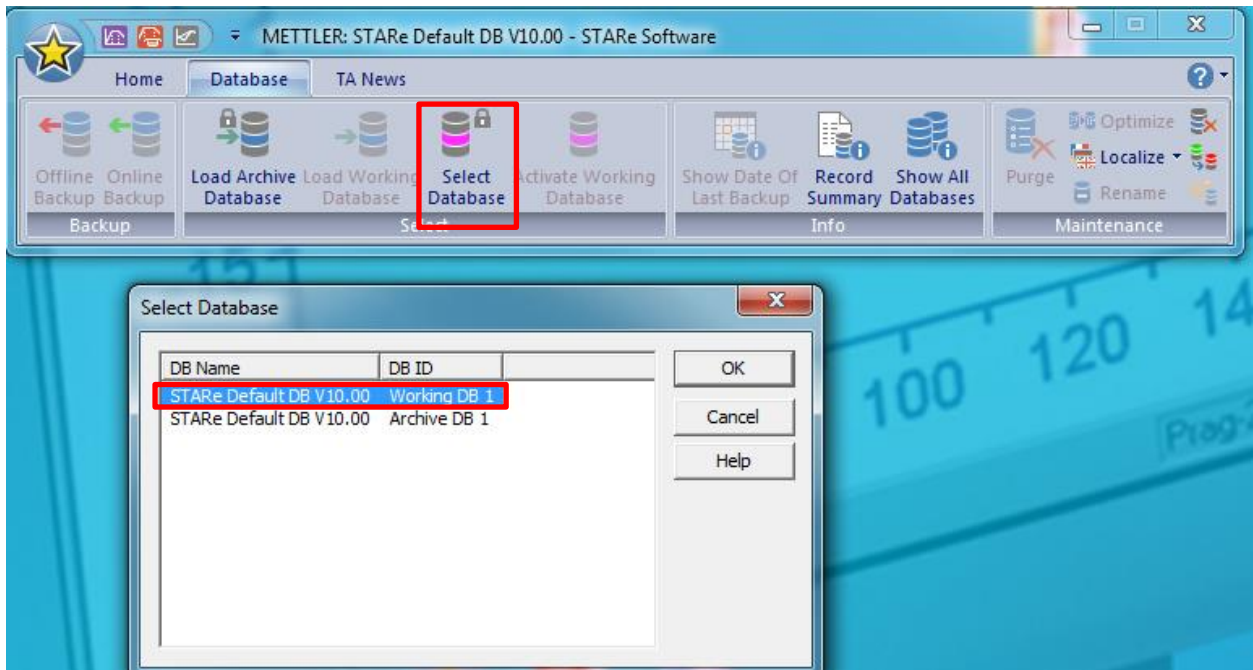 METTLER: STARe Default DB V10.00 - STARe Software
Home Database TA News
Offline Backup
Online Backup
Load Archive Database
Load Working Database
Select Database
Activate Working Database
Show Date Of Last Backup
Record Summary
Show All Databases
Purge
Optimize
Localize
Rename
Backup Select Info Maintenance
157
Select Database
DB Name DB ID
STARe Default DB V10.00 Working DB 1
STARe Default DB V10.00 Archive DB 1
OK
Cancel
Help
100 120 14